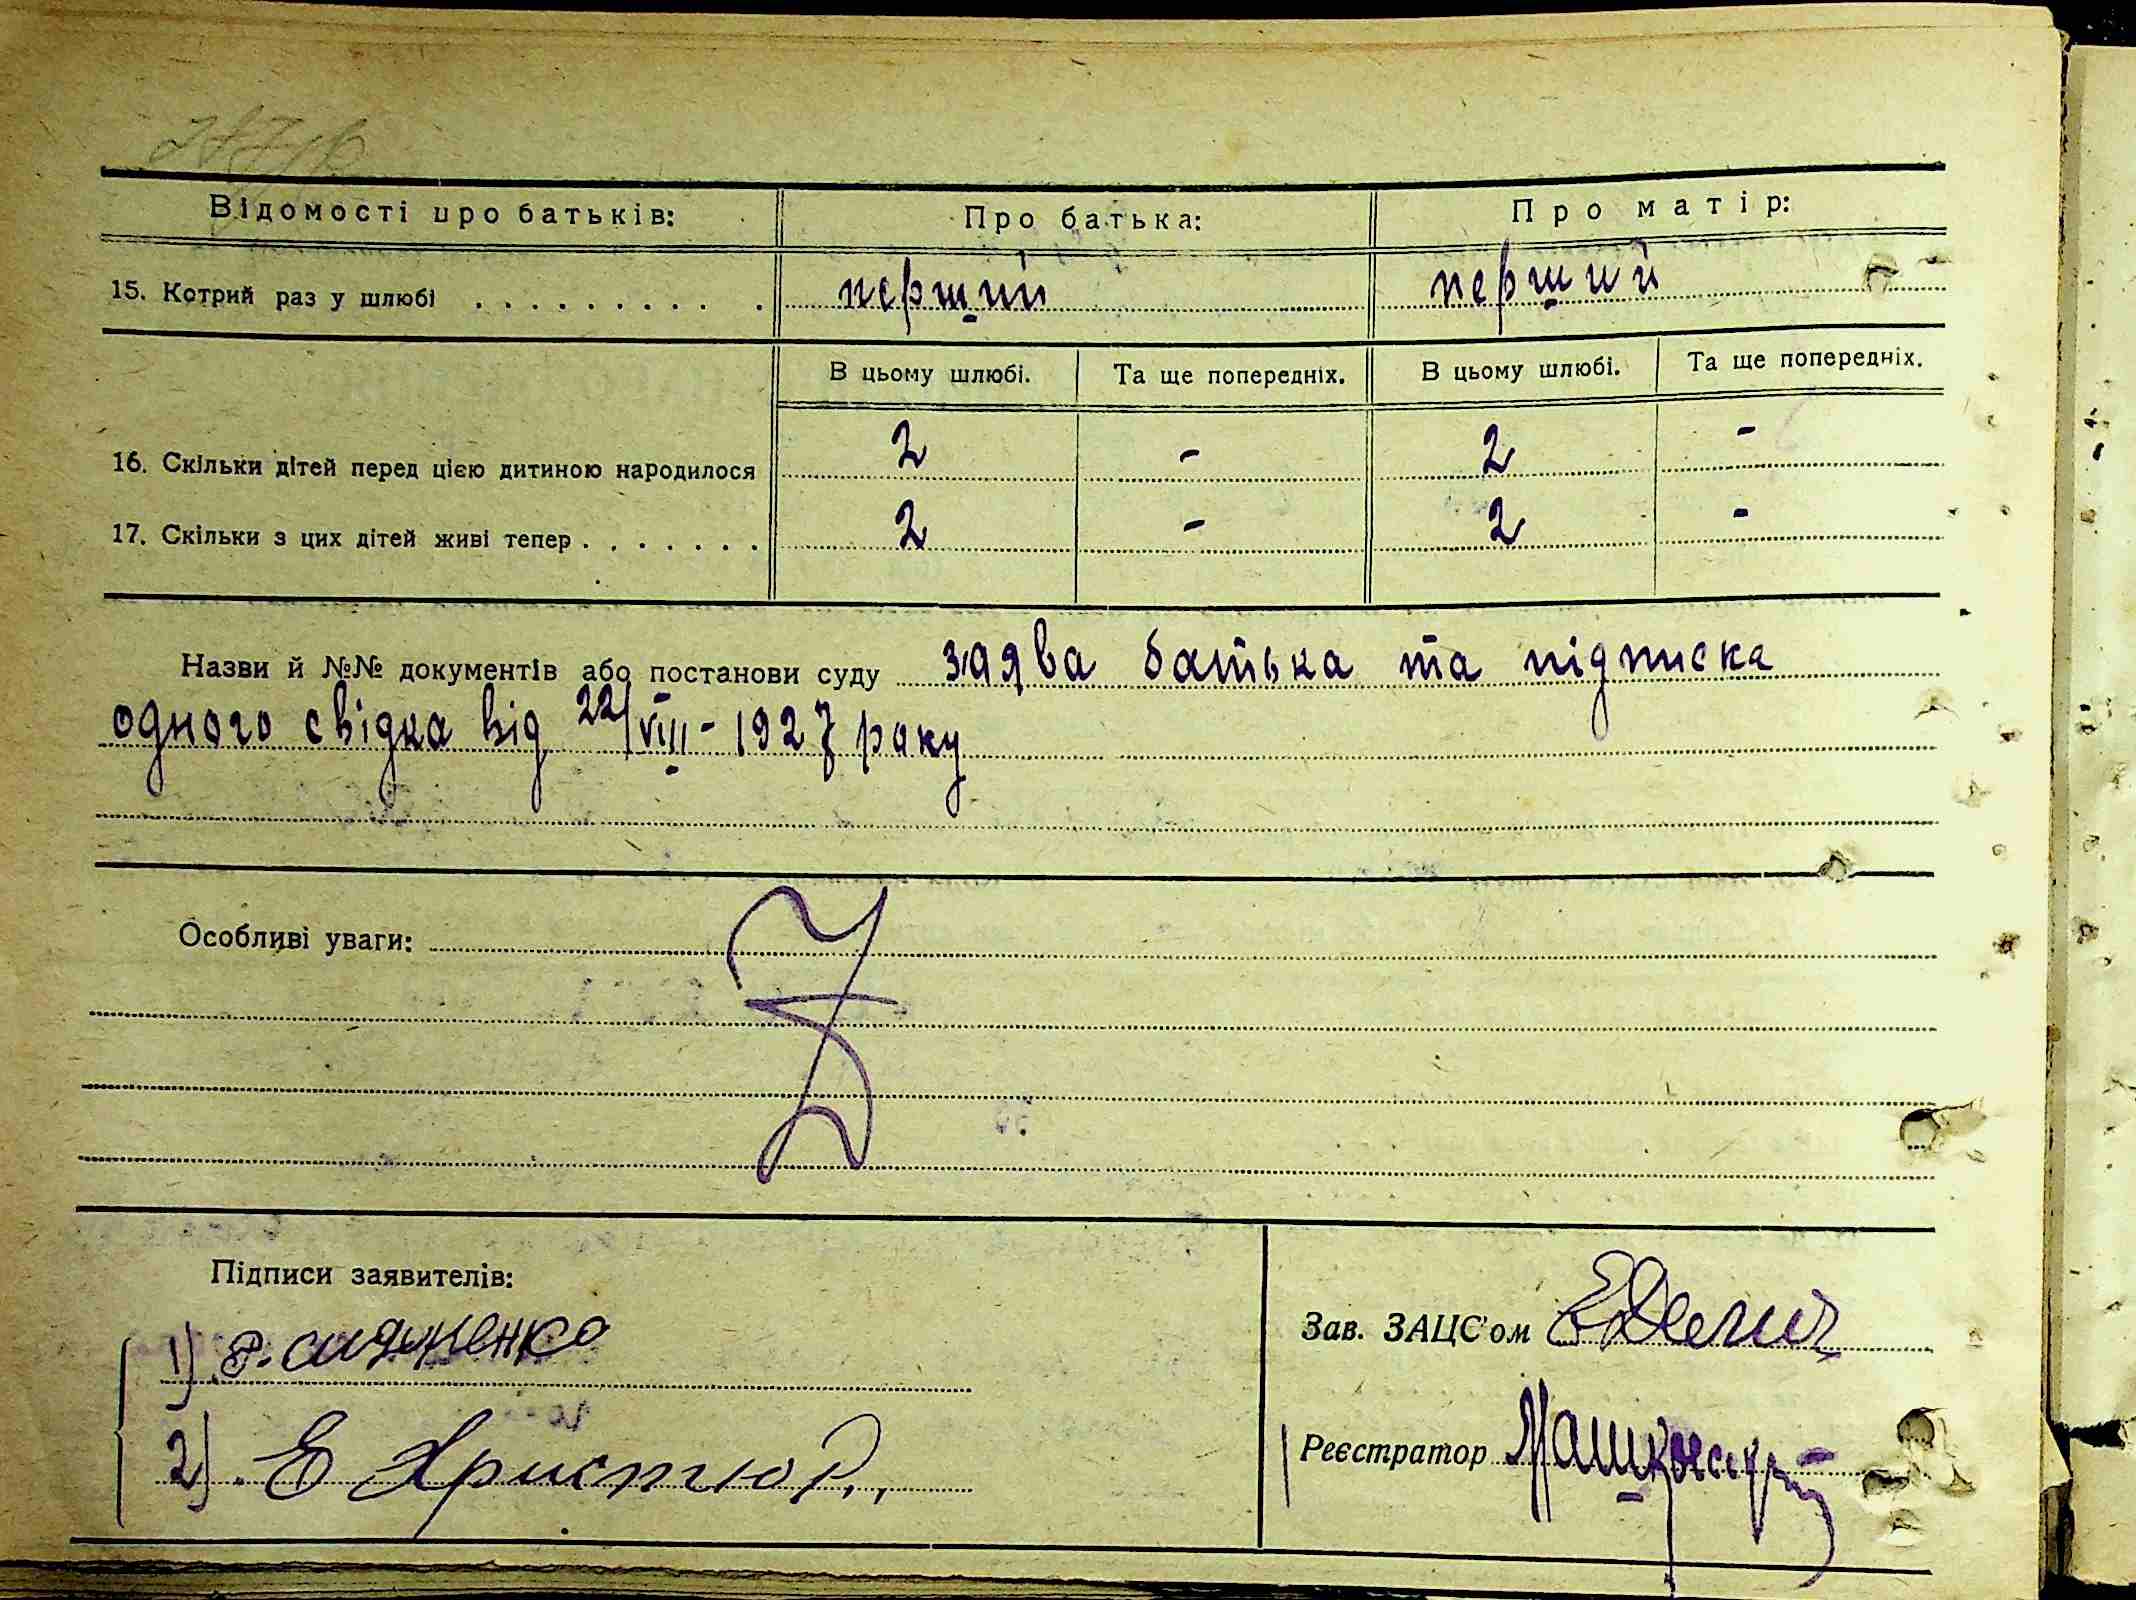 Відомості про батьків: Про батька: Про матір:
15. Котрий раз у шлюбі . . . . . . . . . . перший перший
В цьому шлюбі. Та ще попередніх. В цьому шлюбі. Та ще попередніх.
16. Скільки дітей перед цією дитиною народилося 2 - 2 -
17. Скільки з цих дітей живі тепер . . . . . . . 2 - 2 -
Назви й №№ документів або постанови суду заява батька та підписка
одного свідка від 22/VIII - 1927 року
Особливі уваги:
Підписи заявителів:
1)
2). Е Христюк
Зав. ЗАЦС'ом
Реєстратор